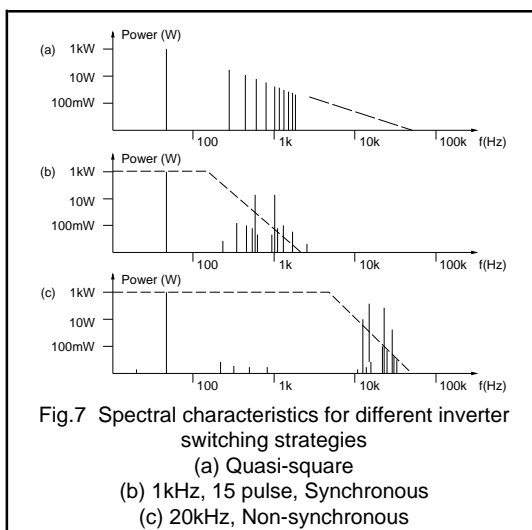 (a) Power (W)
1kW
10W
100mW
100 1k 10k 100k f(Hz)
(b) Power (W)
1kW
10W
100mW
100 1k 10k 100k f(Hz)
(c) Power (W)
1kW
10W
100mW
100 1k 10k 100k f(Hz)
Fig.7 Spectral characteristics for different inverter
switching strategies
(a) Quasi-square
(b) 1kHz, 15 pulse, Synchronous
(c) 20kHz, Non-synchronous